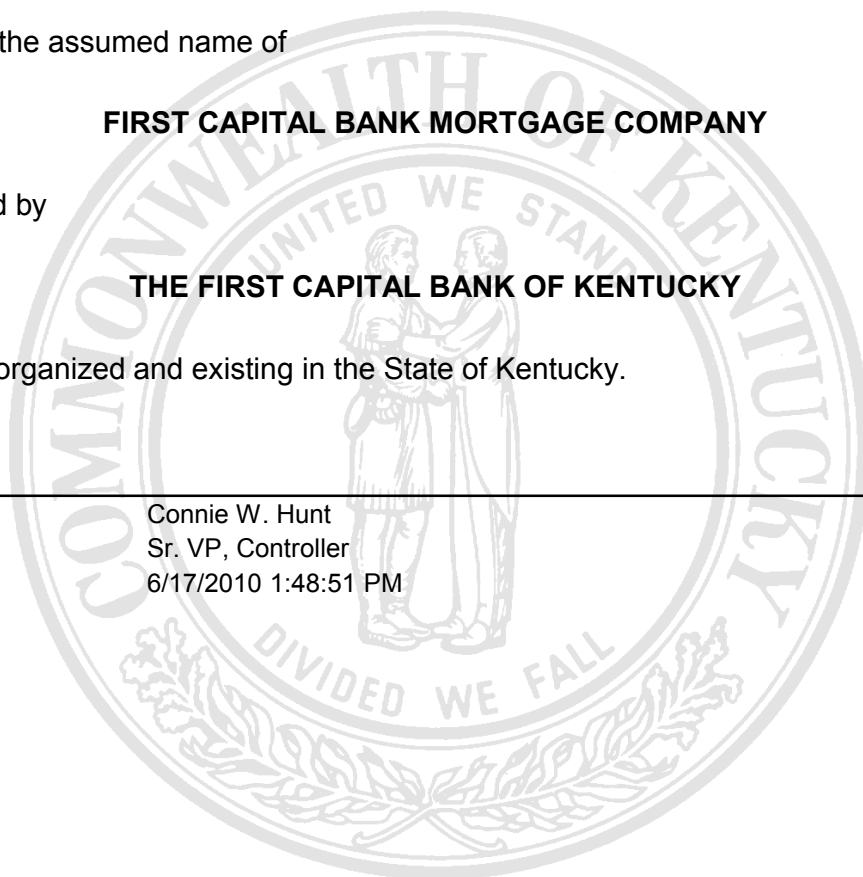 the assumed name of
FIRST CAPITAL BANK MORTGAGE COMPANY
d by
THE FIRST CAPITAL BANK OF KENTUCKY
organized and existing in the State of Kentucky.
Connie W. Hunt
Sr. VP, Controller
6/17/2010 1:48:51 PM
COMMONWEALTH OF KENTUCKY
UNITED WE STAND
DIVIDED WE FALL